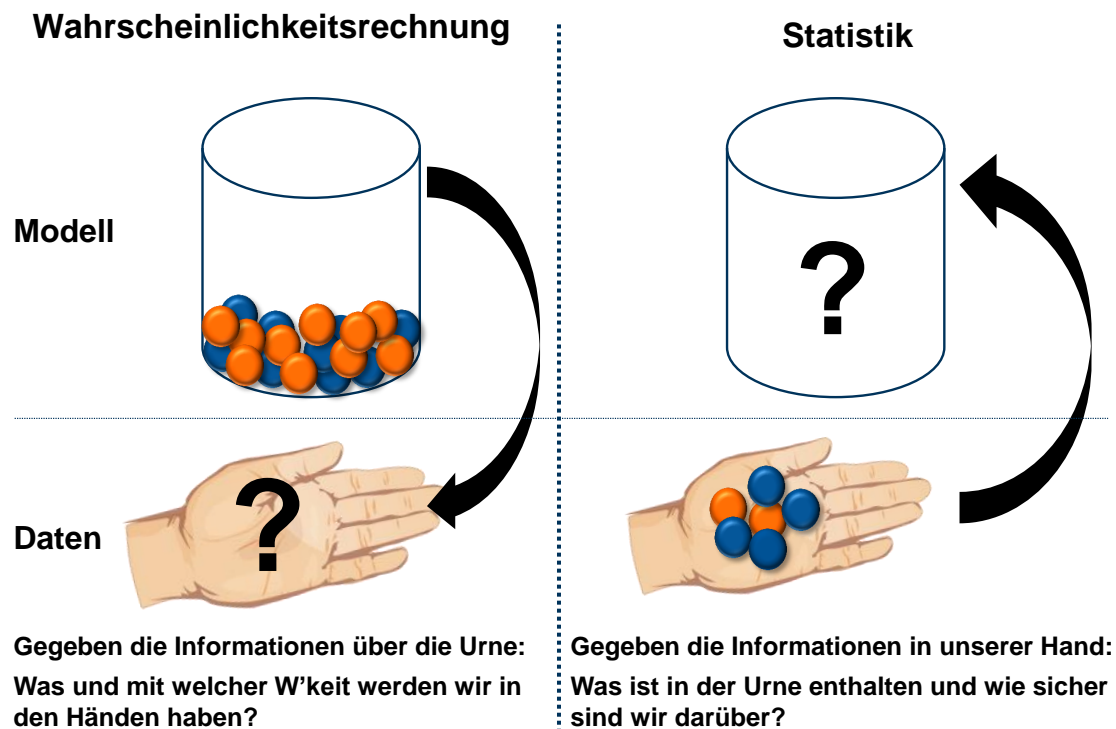 Wahrscheinlichkeitsrechnung
Statistik
Modell
?
Daten
?
Gegeben die Informationen über die Urne:
Was und mit welcher W'keit werden wir in
den Händen haben?
Gegeben die Informationen in unserer Hand:
Was ist in der Urne enthalten und wie sicher
sind wir darüber?